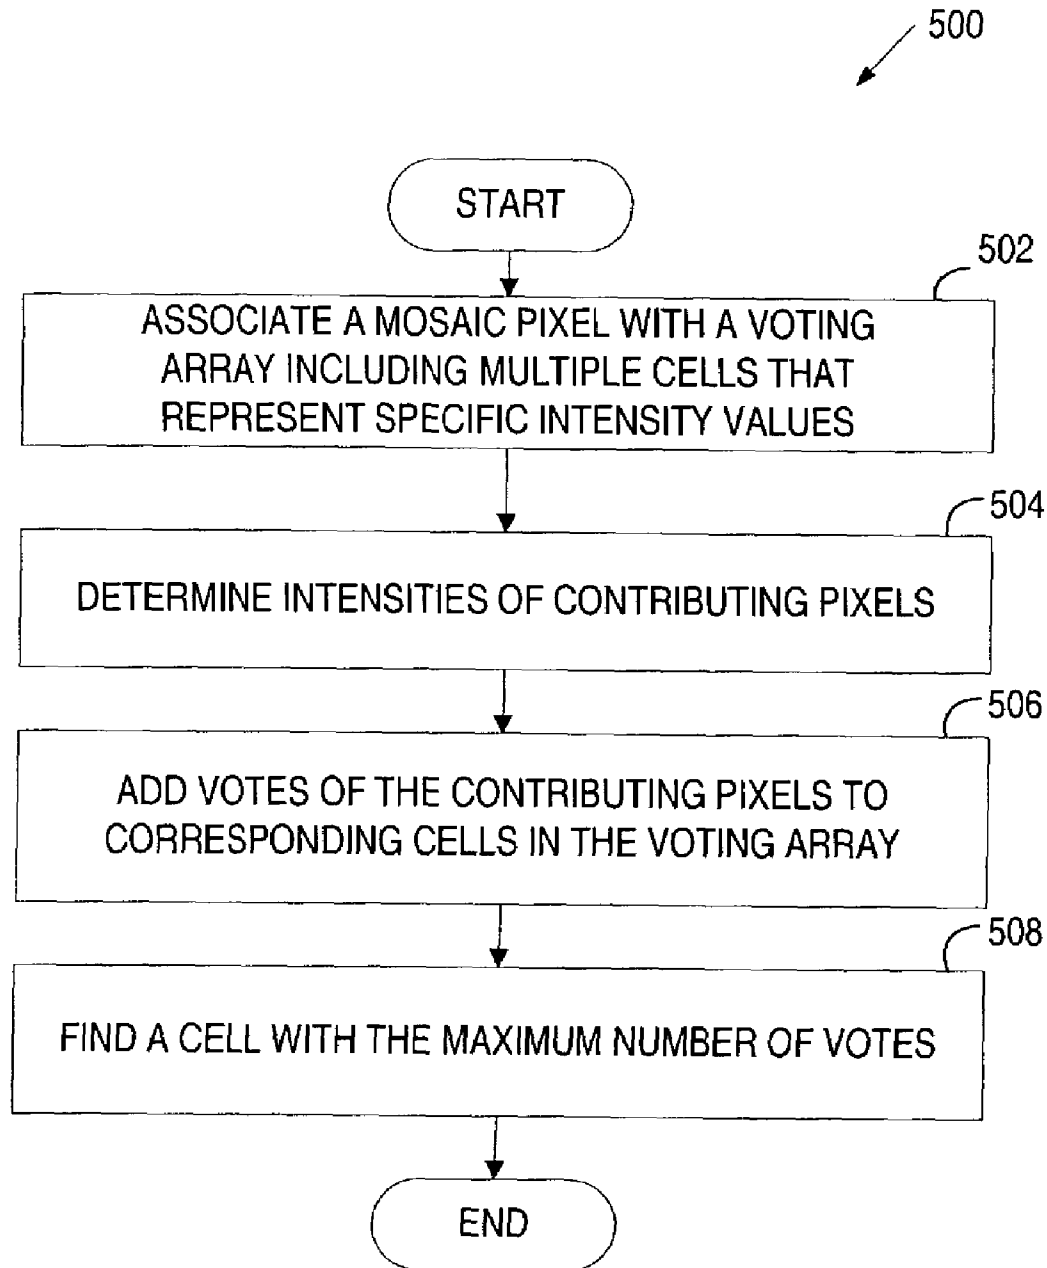 500
START
502
ASSOCIATE A MOSAIC PIXEL WITH A VOTING
ARRAY INCLUDING MULTIPLE CELLS THAT
REPRESENT SPECIFIC INTENSITY VALUES
504
DETERMINE INTENSITIES OF CONTRIBUTING PIXELS
506
ADD VOTES OF THE CONTRIBUTING PIXELS TO
CORRESPONDING CELLS IN THE VOTING ARRAY
508
FIND A CELL WITH THE MAXIMUM NUMBER OF VOTES
END